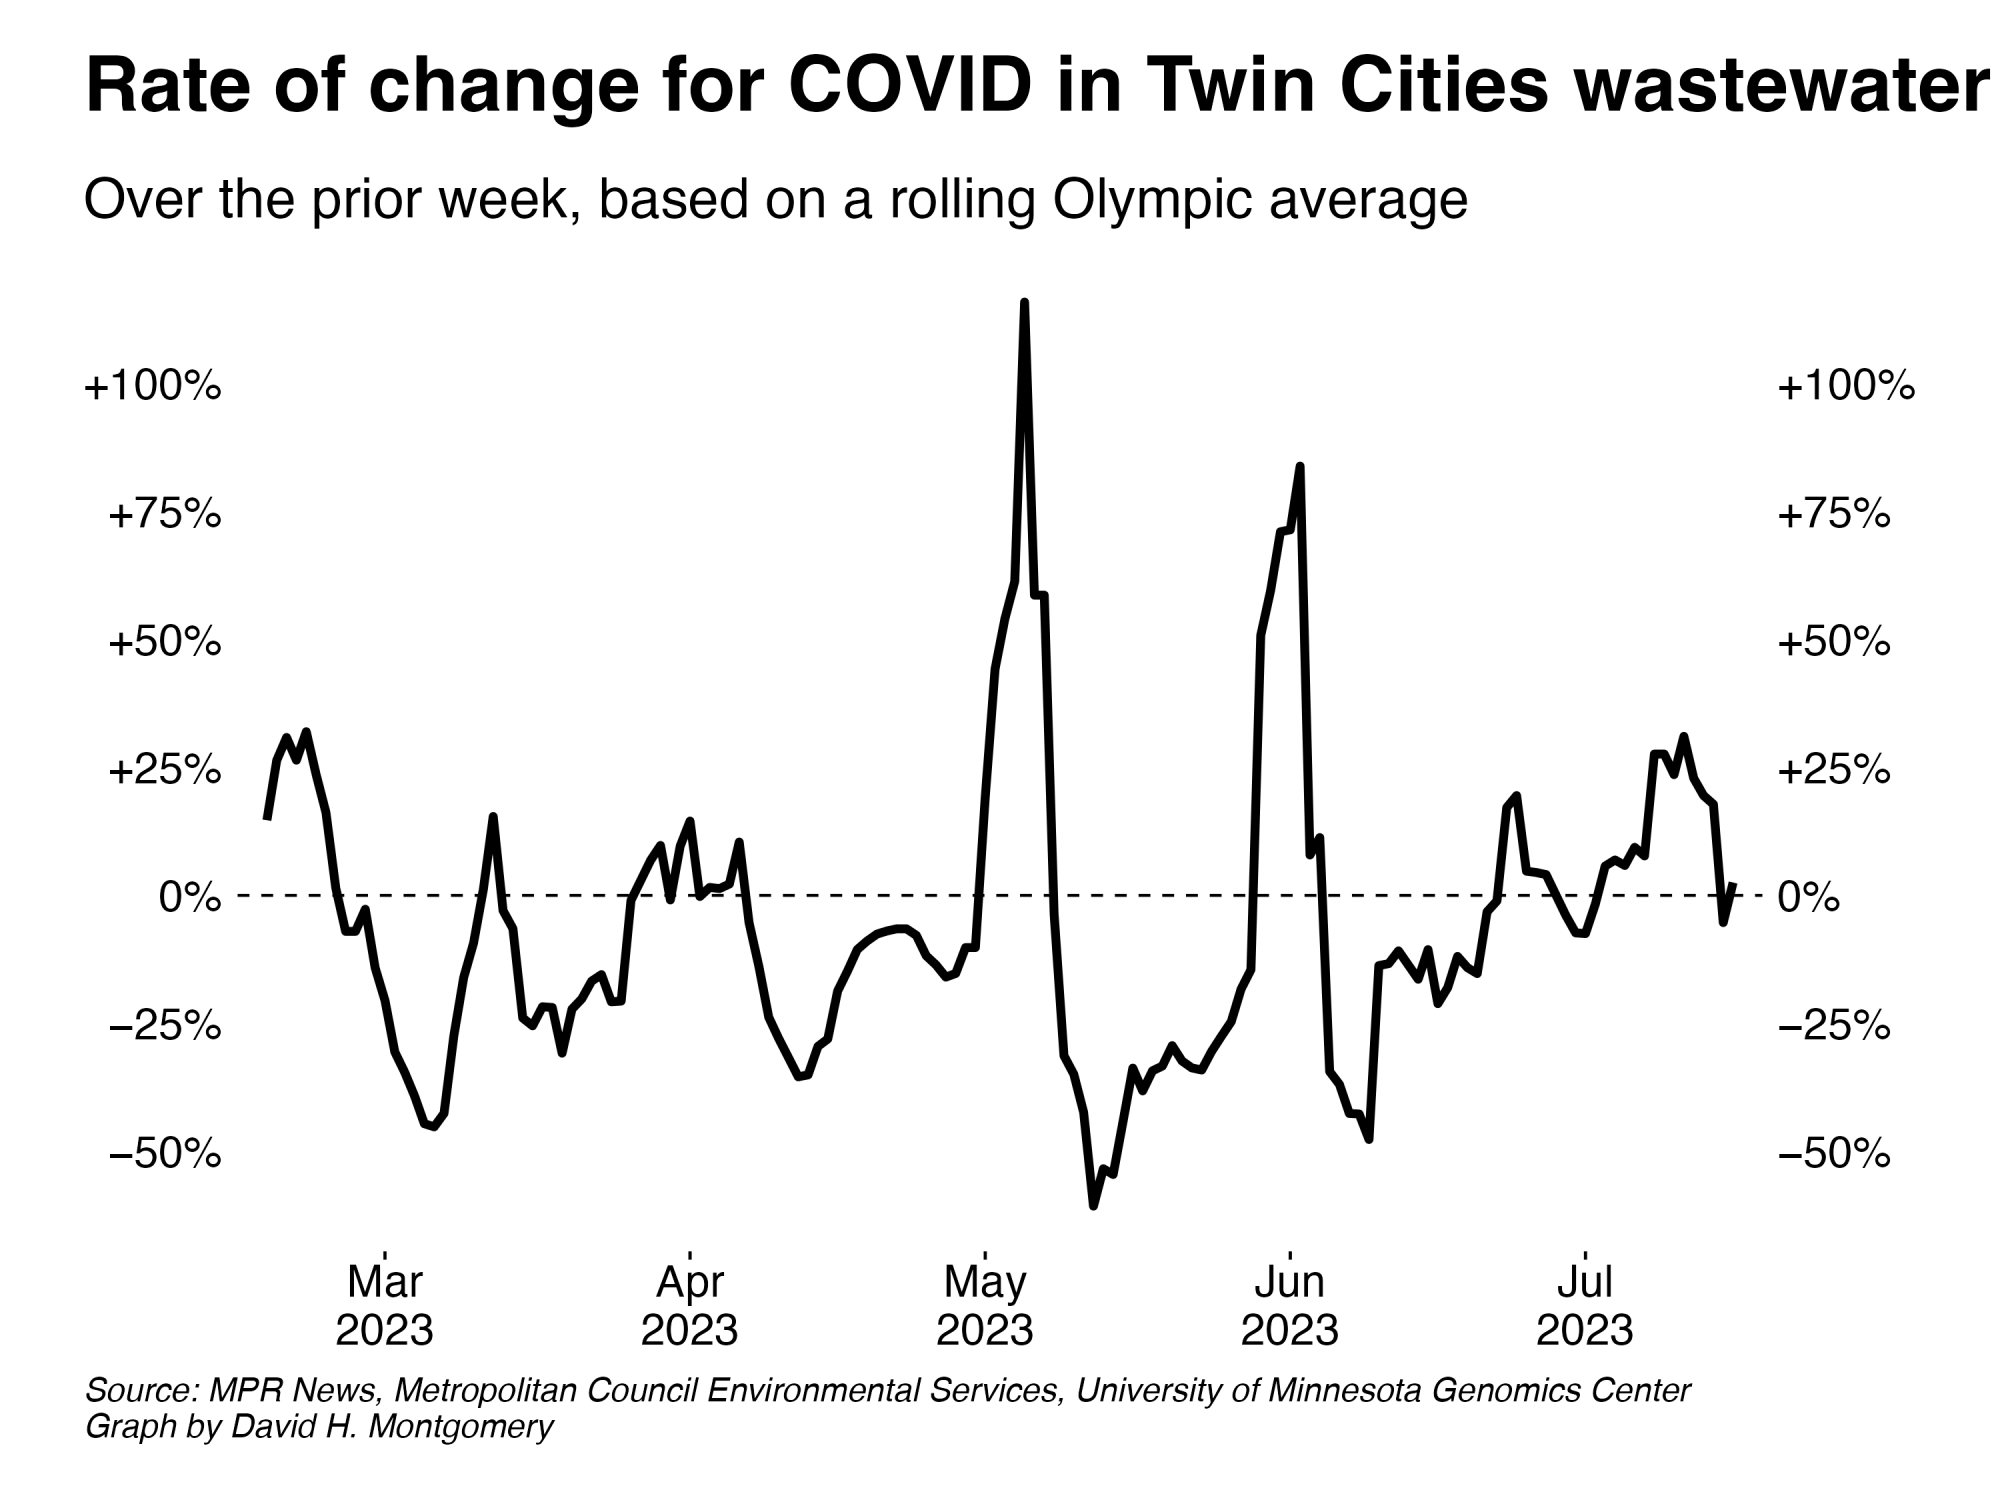 Rate of change for COVID in Twin Cities wastewater
Over the prior week, based on a rolling Olympic average
+100% +100%
+75% +75%
+50% +50%
+25% +25%
0% 0%
−25% −25%
−50% −50%
Mar Apr May Jun Jul
2023 2023 2023 2023 2023
Source: MPR News, Metropolitan Council Environmental Services, University of Minnesota Genomics Center
Graph by David H. Montgomery